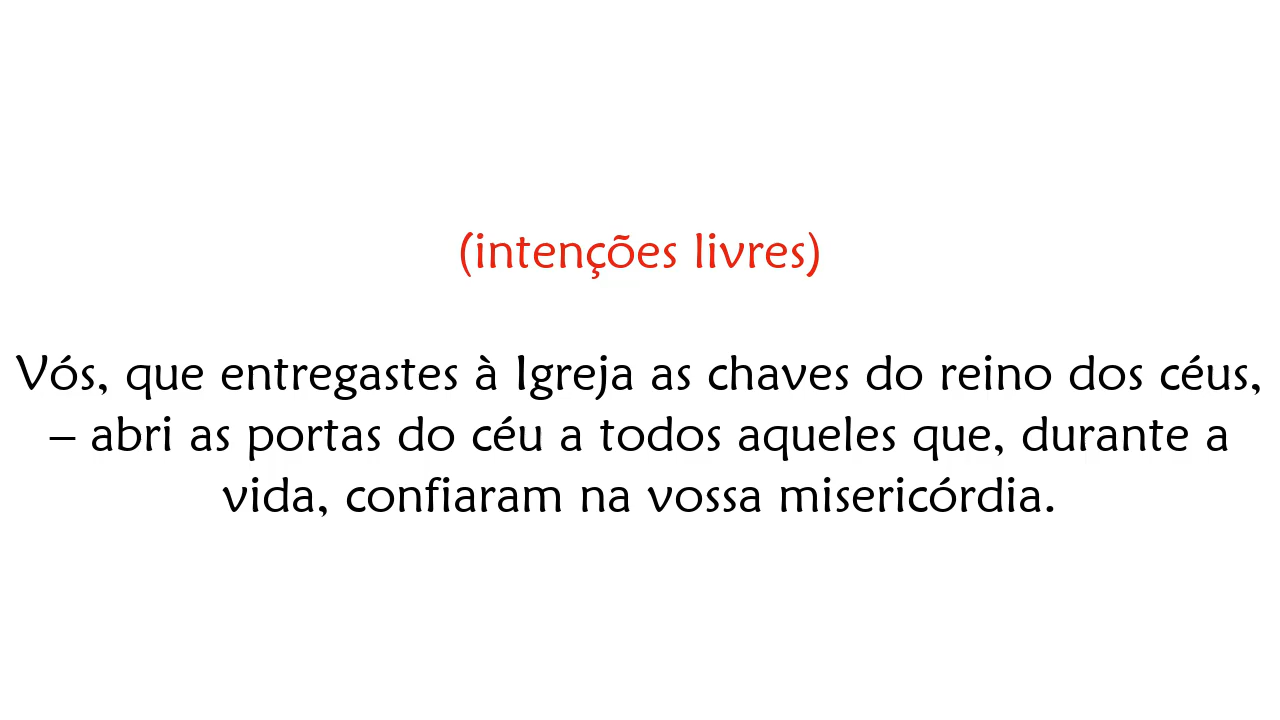 (intenções livres)
Vós, que entregastes à Igreja as chaves do reino dos céus,
– abri as portas do céu a todos aqueles que, durante a
vida, confiaram na vossa misericórdia.